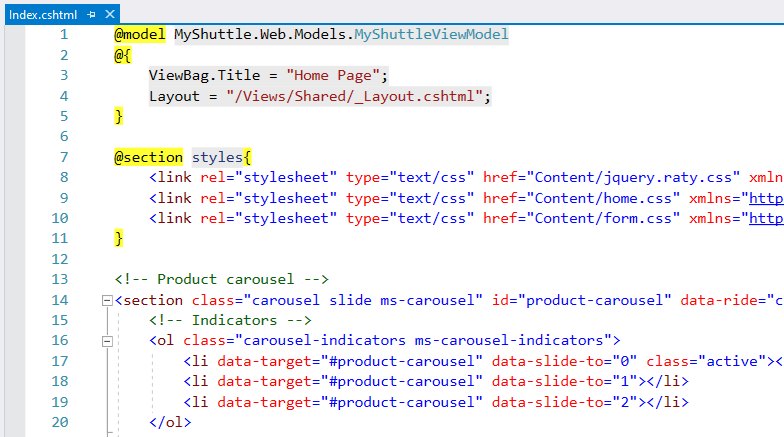 Index.cshtml
1 @model MyShuttle.Web.Models.MyShuttleViewModel
2 @{
3 ViewBag.Title = "Home Page";
4 Layout = "/Views/Shared/_Layout.cshtml";
5 }
6
7 @section styles{
8 <link rel="stylesheet" type="text/css" href="Content/jquery.raty.css" xmln
9 <link rel="stylesheet" type="text/css" href="Content/home.css" xmlns="http
10 <link rel="stylesheet" type="text/css" href="Content/form.css" xmlns="http
11 }
12
13 <!-- Product carousel -->
14 <section class="carousel slide ms-carousel" id="product-carousel" data-ride="c
15 <!-- Indicators -->
16 <ol class="carousel-indicators ms-carousel-indicators">
17 <li data-target="#product-carousel" data-slide-to="0" class="active"><
18 <li data-target="#product-carousel" data-slide-to="1"></li>
19 <li data-target="#product-carousel" data-slide-to="2"></li>
20 </ol>